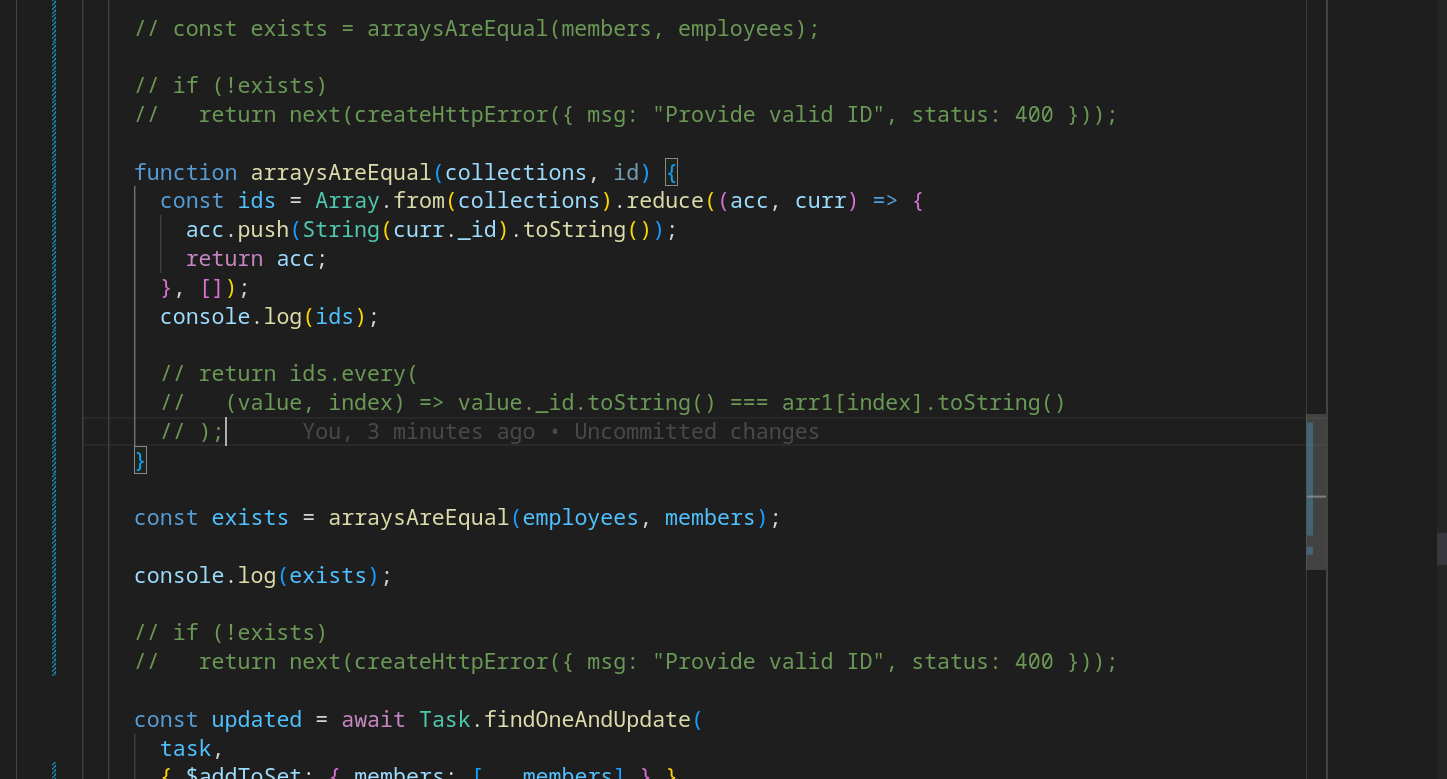 // const exists = arraysAreEqual(members, employees);
// if (!exists)
//   return next(createHttpError({ msg: "Provide valid ID", status: 400 }));
function arraysAreEqual(collections, id) {
  const ids = Array.from(collections).reduce((acc, curr) => {
    acc.push(String(curr._id).toString());
    return acc;
  }, []);
  console.log(ids);
  // return ids.every(
  //   (value, index) => value._id.toString() === arr1[index].toString()
  // );      You, 3 minutes ago • Uncommitted changes
}
const exists = arraysAreEqual(employees, members);
console.log(exists);
// if (!exists)
//   return next(createHttpError({ msg: "Provide valid ID", status: 400 }));
const updated = await Task.findOneAndUpdate(
  task,
  { $addToSet: { members: [...members] } }